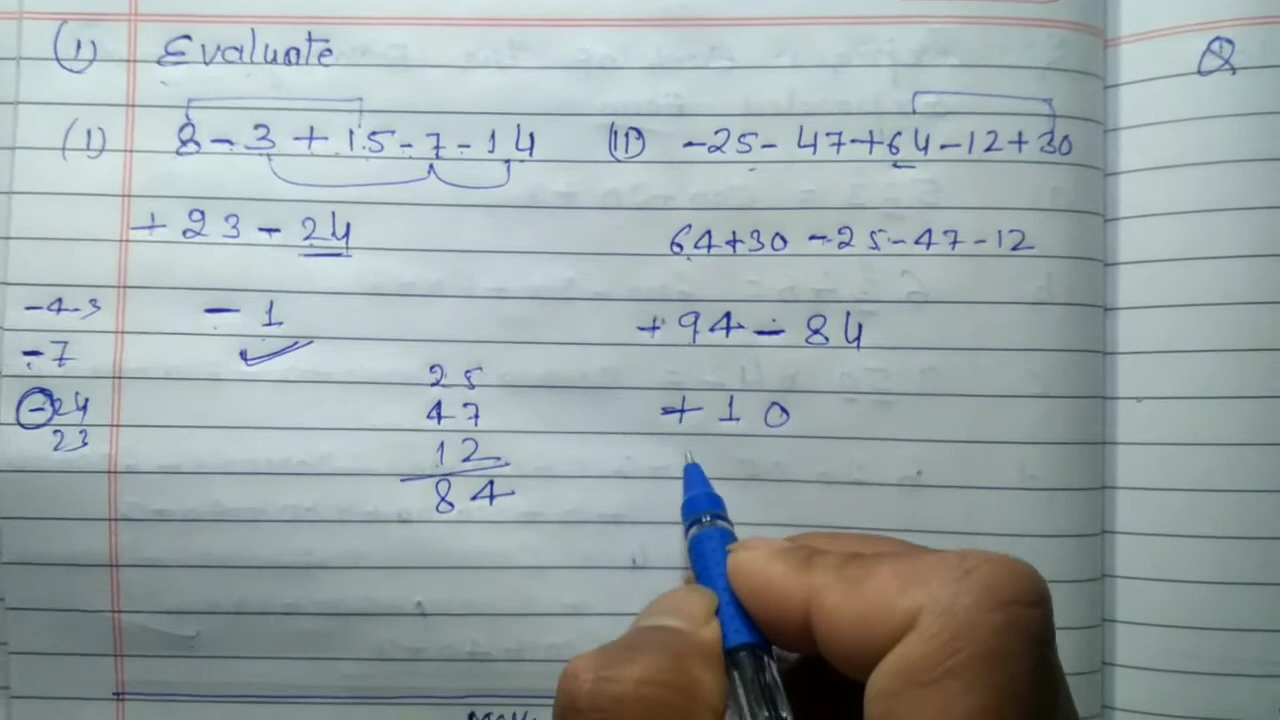 (1) Evaluate
Q
(1) 8 - 3 + 15 - 7 - 14 (11) -25 - 47 + 64 - 12 + 30
+ 23 - 24
64 + 30 - 25 - 47 - 12
-4-3
- 1
+ 94 - 84
-7
25
-24
47
+ 10
23
12
84